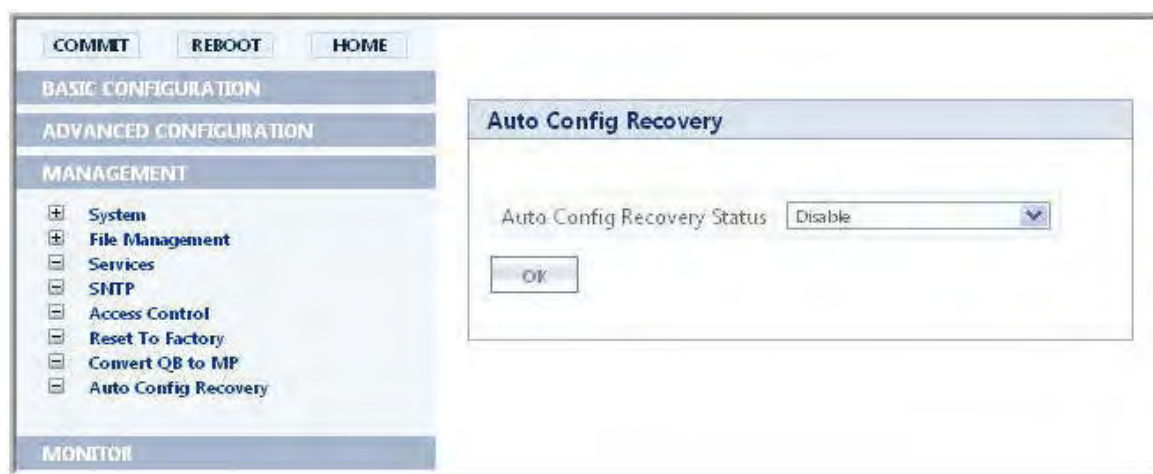 COMMIT REBOOT HOME
BASIC CONFIGURATION
ADVANCED CONFIGURATION
MANAGEMENT
System
File Management
Services
SNTP
Access Control
Reset To Factory
Convert QB to MP
Auto Config Recovery
MONITOR
Auto Config Recovery
Auto Config Recovery Status Disable
OK